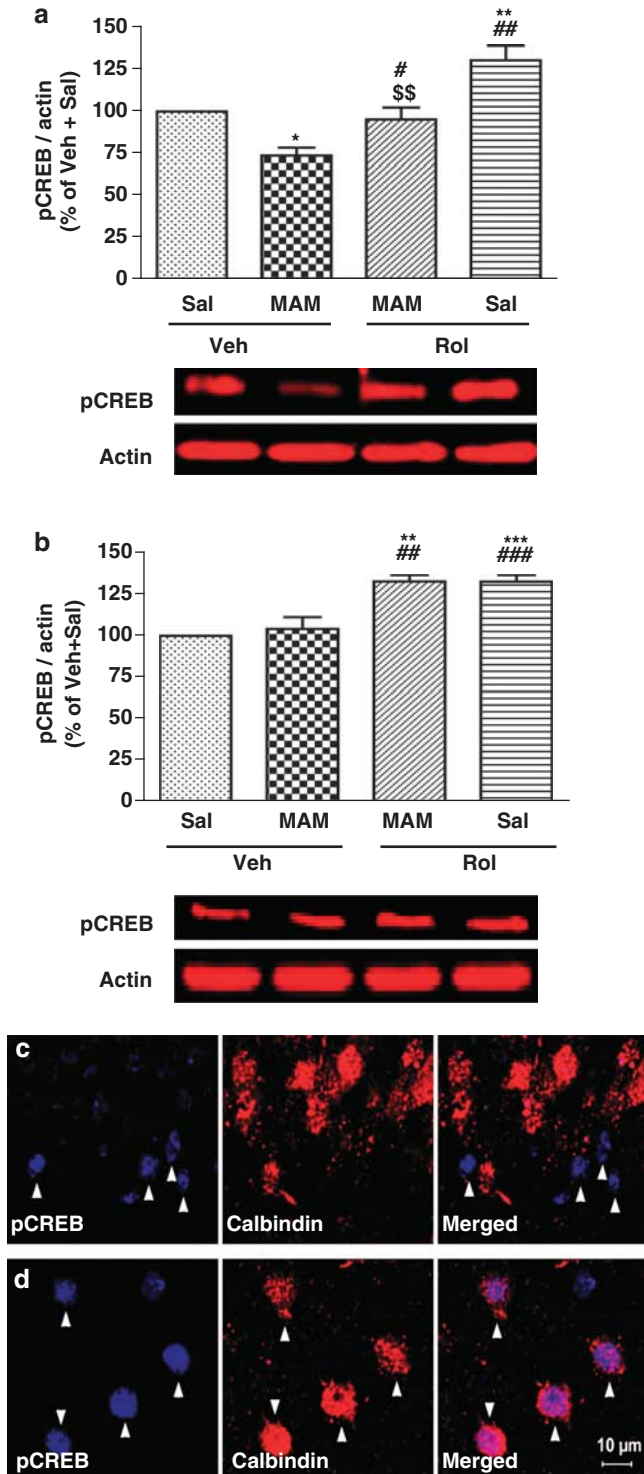 a
pCREB / actin
(% of Veh + Sal)
150
125
100
75
50
25
0
*
#
$$
**
##
Sal MAM MAM Sal
Veh Rol
pCREB
Actin
b
pCREB / actin
(% of Veh+Sal)
150
125
100
75
50
25
0
**
##
***
###
Sal MAM MAM Sal
Veh Rol
pCREB
Actin
c
pCREB Calbindin Merged
d
pCREB Calbindin Merged
10 µm